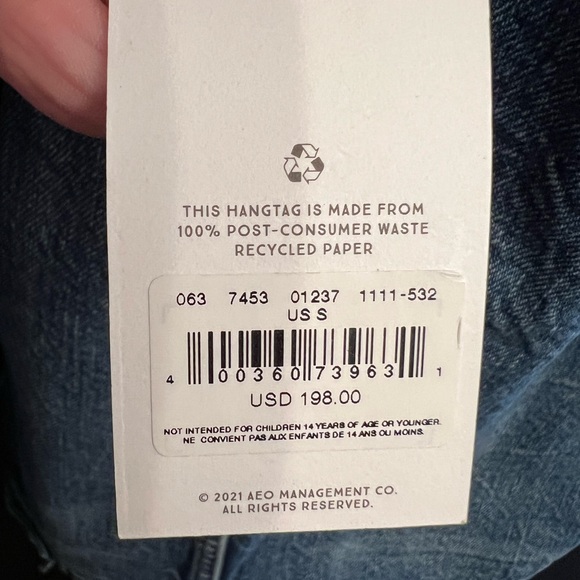 THIS HANGTAG IS MADE FROM
100% POST-CONSUMER WASTE
RECYCLED PAPER
063 7453 01237 1111-532
US S
4 00360 73963 1
USD 198.00
NOT INTENDED FOR CHILDREN 14 YEARS OF AGE OR YOUNGER.
NE CONVIENT PAS AUX ENFANTS DE 14 ANS OU MOINS.
© 2021 AEO MANAGEMENT CO.
ALL RIGHTS RESERVED.